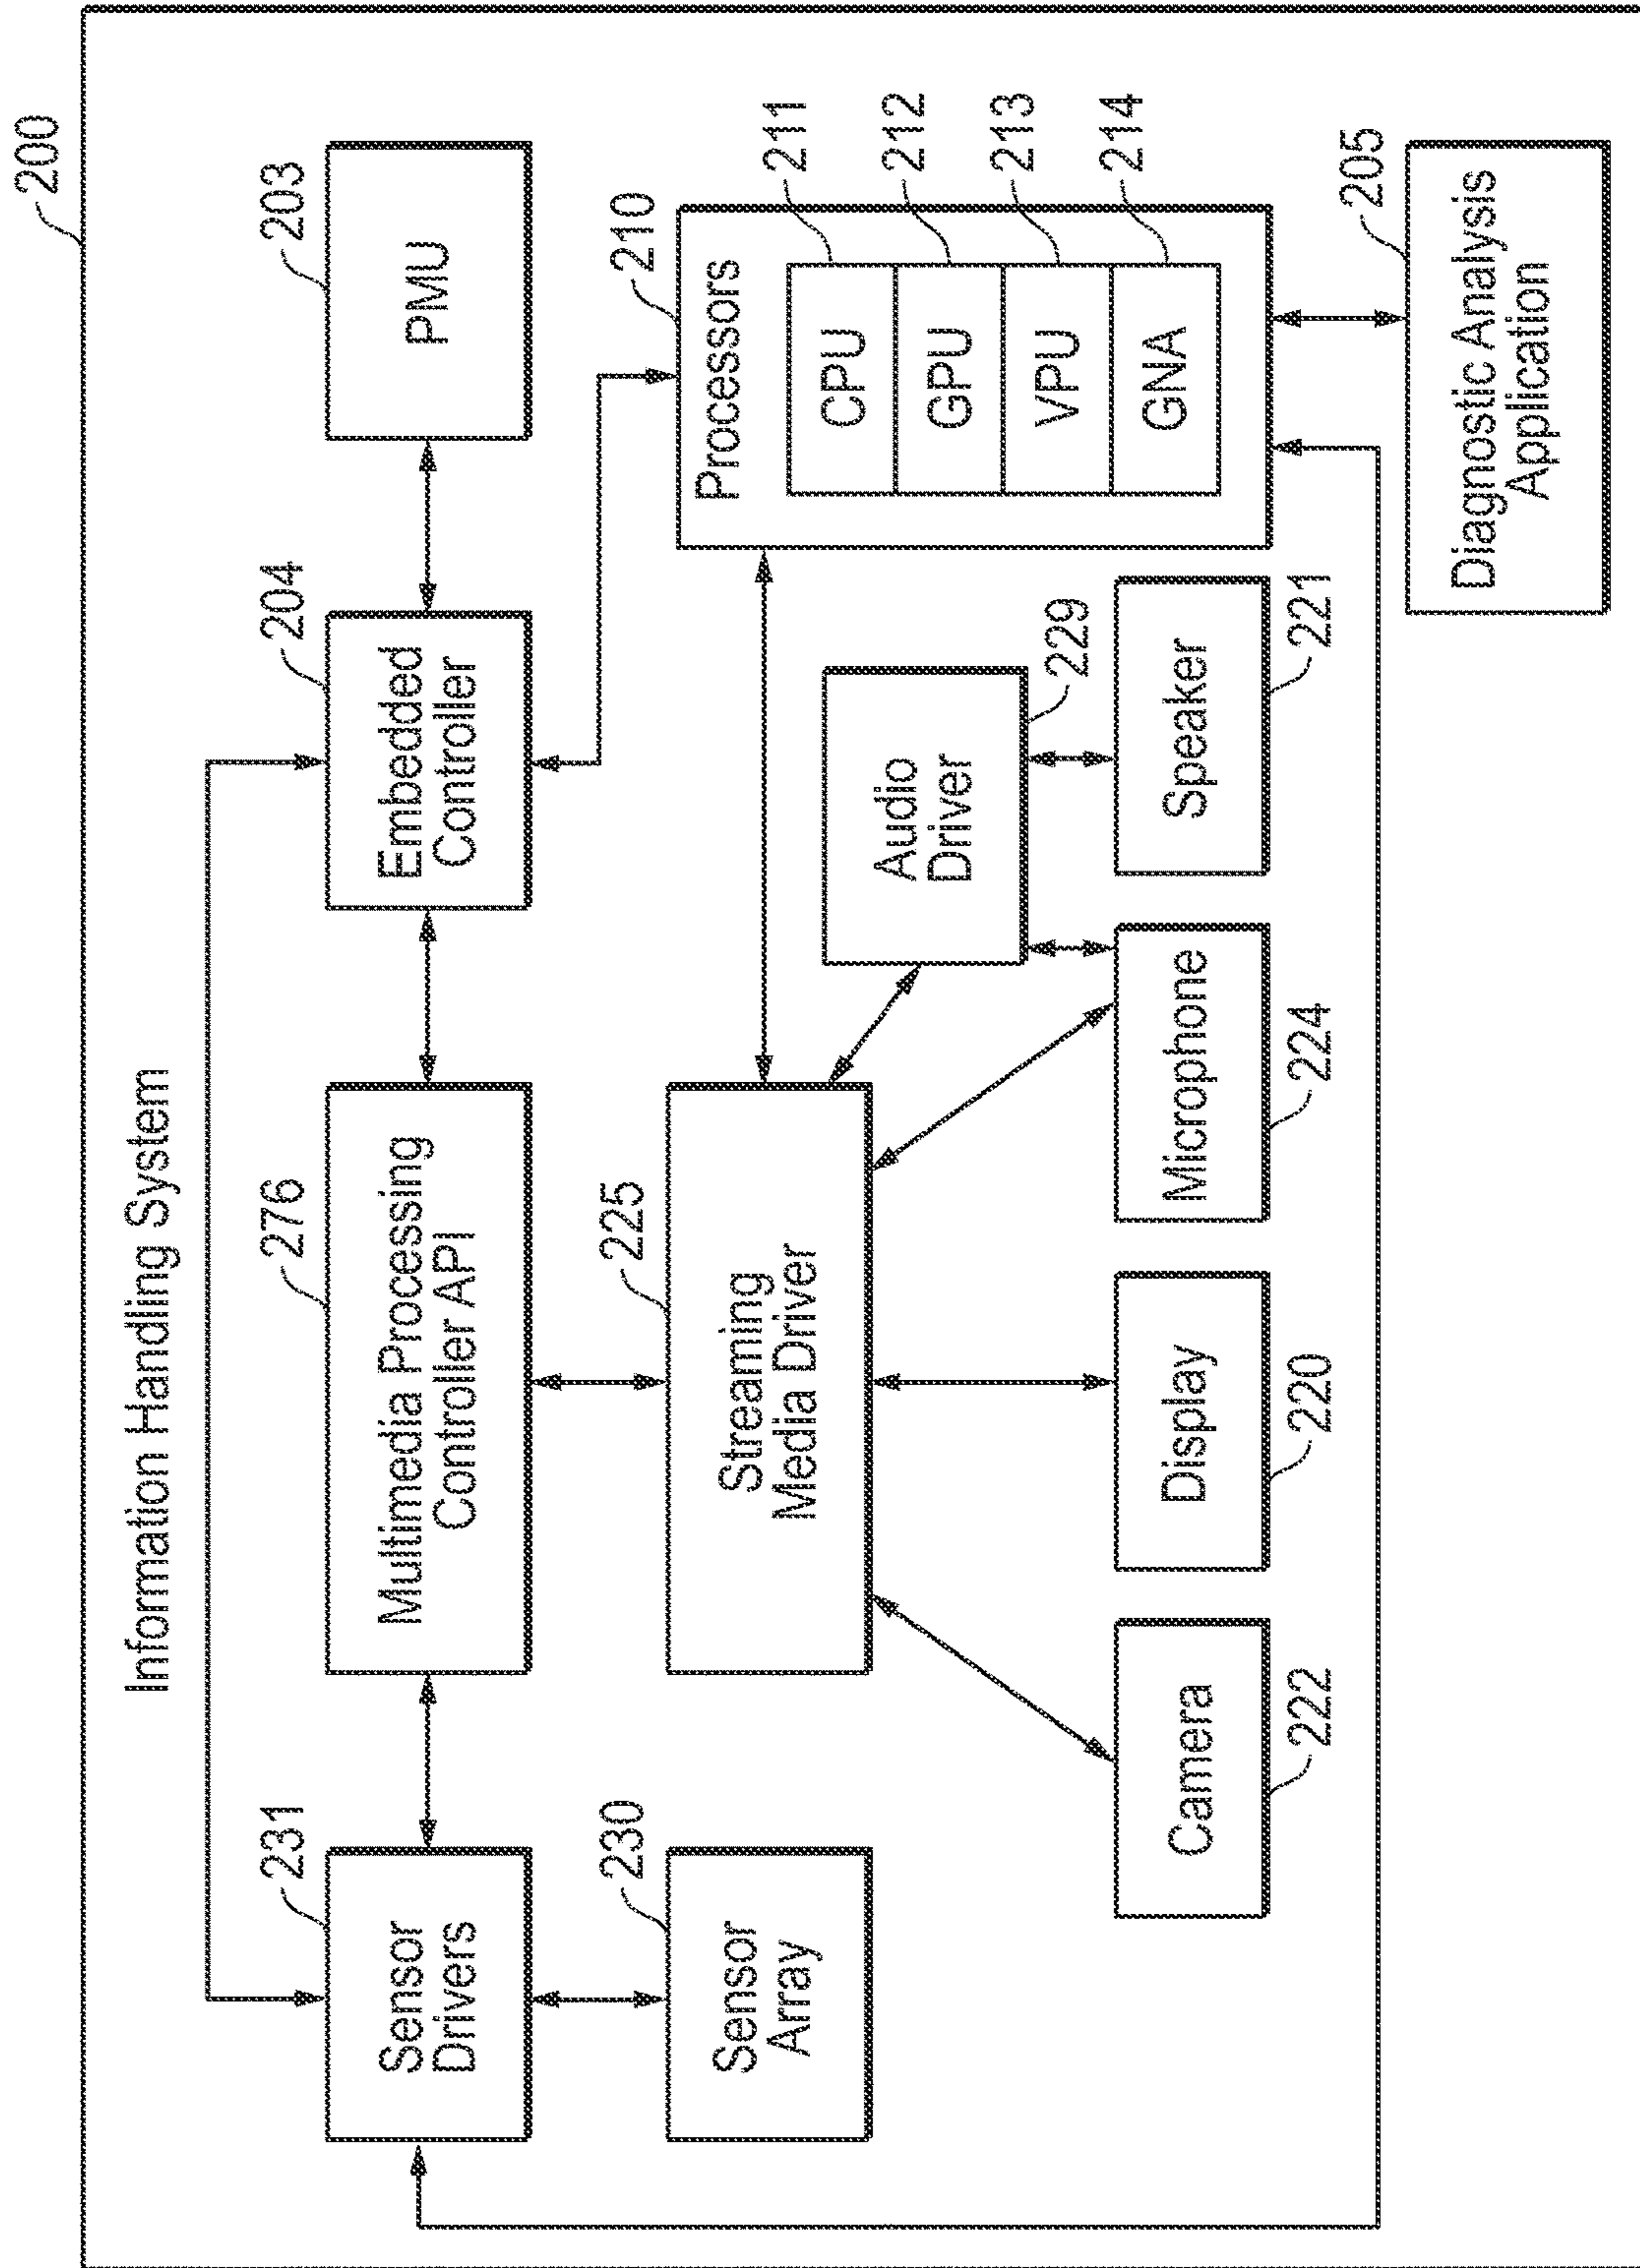 200
Information Handling System
231
276
204
203
Sensor
Drivers
Multimedia Processing
Controller API
Embedded
Controller
PMU
230
225
210
Sensor
Array
Streaming
Media Driver
Audio
Driver
229
Processors
CPU
211
GPU
212
VPU
213
GNA
214
Camera
222
Display
220
Microphone
224
Speaker
221
205
Diagnostic Analysis
Application